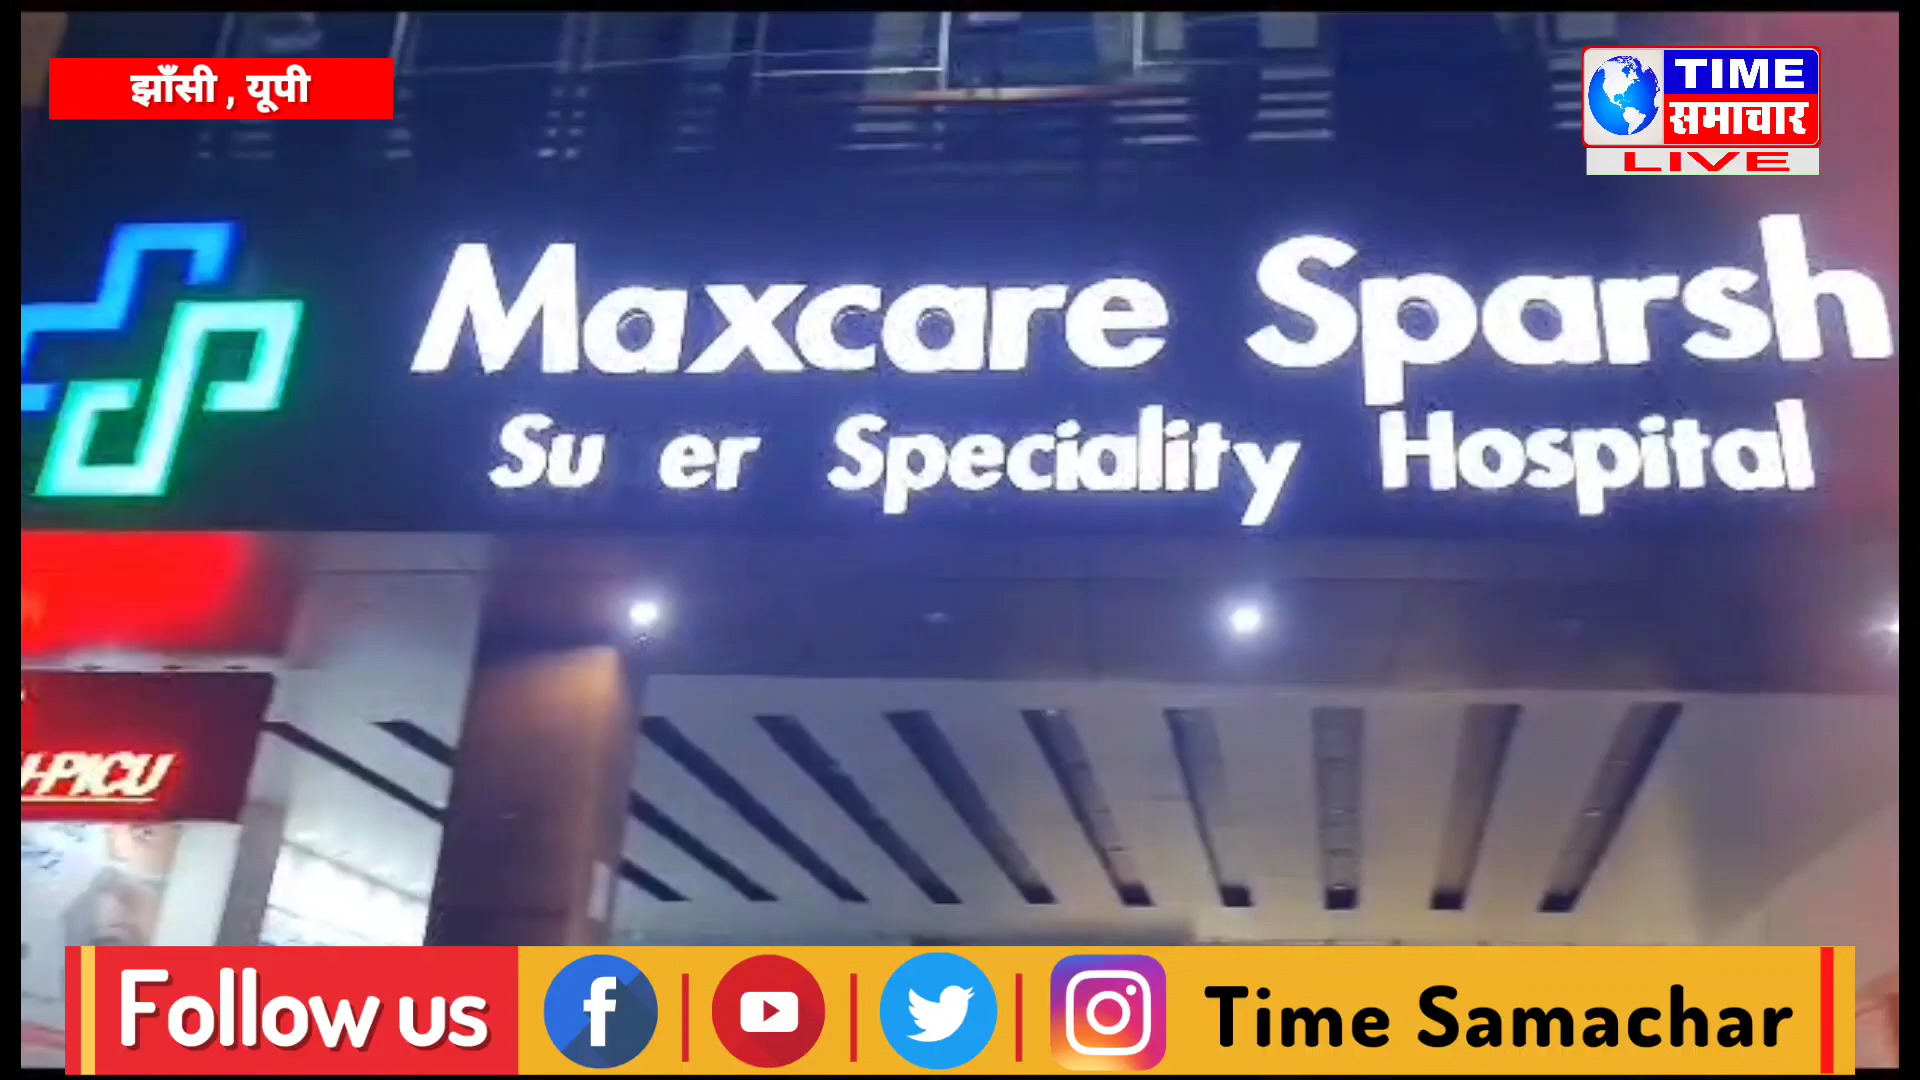 झाँसी , यूपी
TIME
समाचार
LIVE
Maxcare Sparsh
Su er Speciality Hospital
-PICU
Follow us
Time Samachar